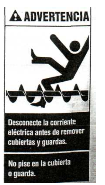 ADVERTENCIA
Desconecte la corriente
eléctrica antes de remover
cubiertas y guardas.
No pise en la cubierta
o guarda.